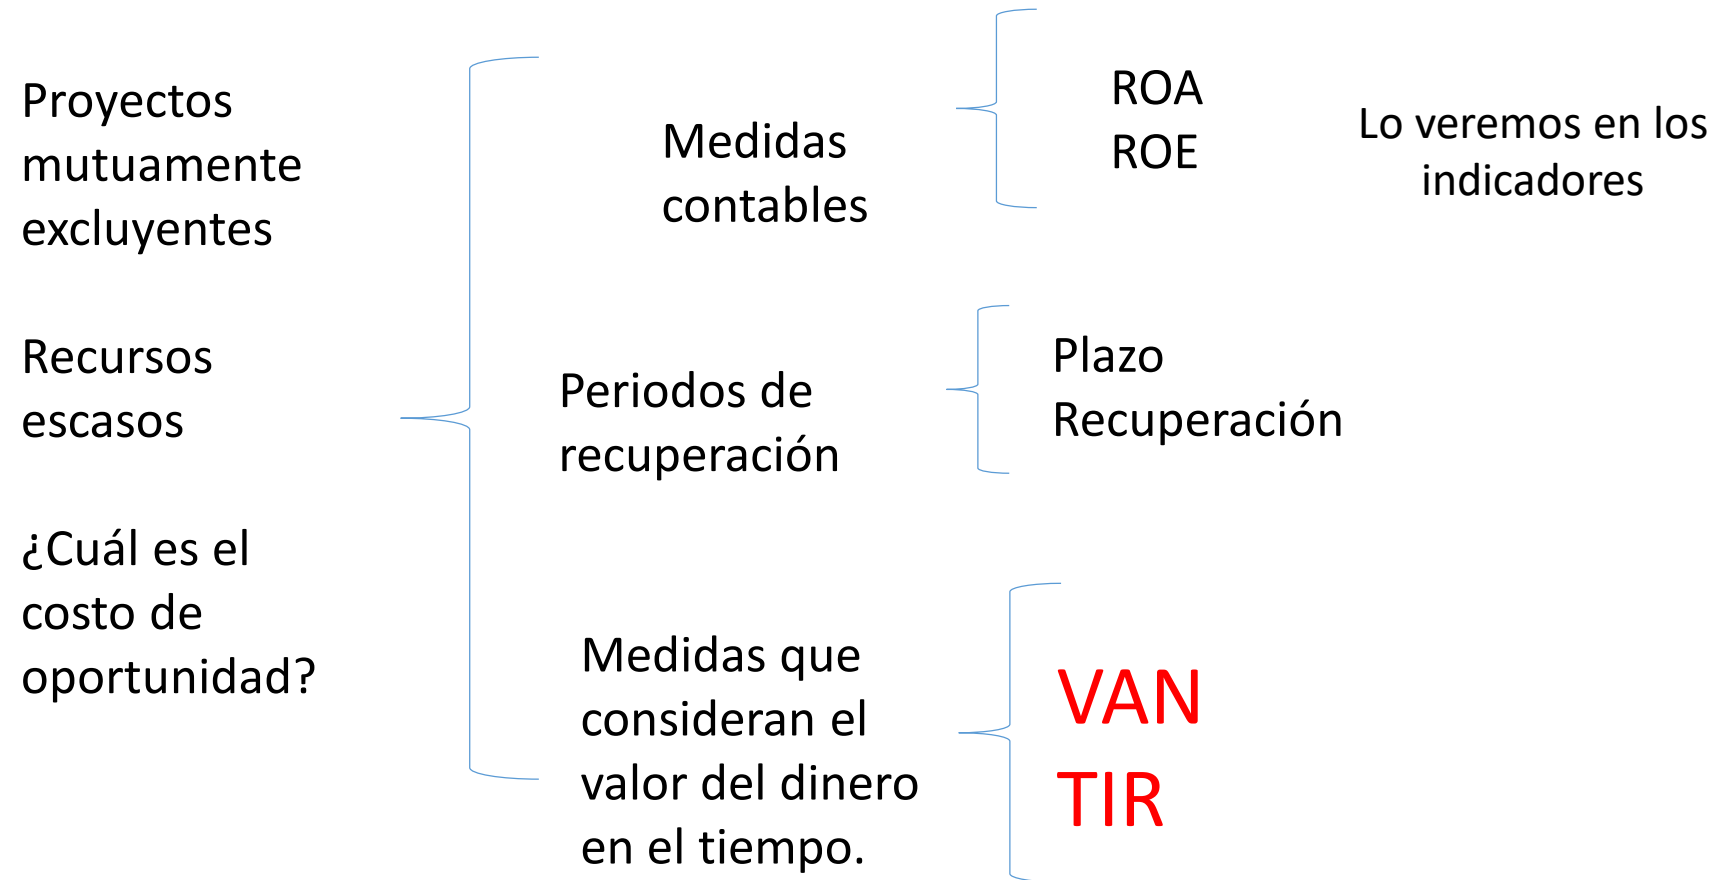 Proyectos
mutuamente
excluyentes
Recursos
escasos
¿Cuál es el
costo de
oportunidad?
Medidas
contables
ROA
ROE
Lo veremos en los
indicadores
Periodos de
recuperación
Plazo
Recuperación
Medidas que
consideran el
valor del dinero
en el tiempo.
VAN
TIR